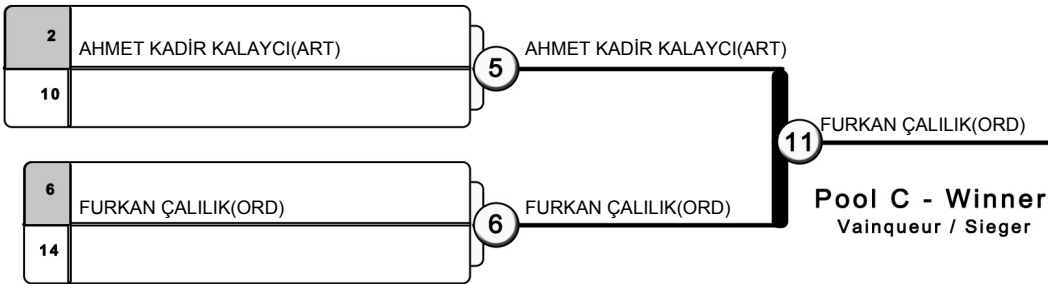 2
AHMET KADİR KALAYCI(ART)
10
5
AHMET KADİR KALAYCI(ART)
6
FURKAN ÇALILIK(ORD)
14
6
FURKAN ÇALILIK(ORD)
11
FURKAN ÇALILIK(ORD)
Pool C - Winner
Vainqueur / Sieger